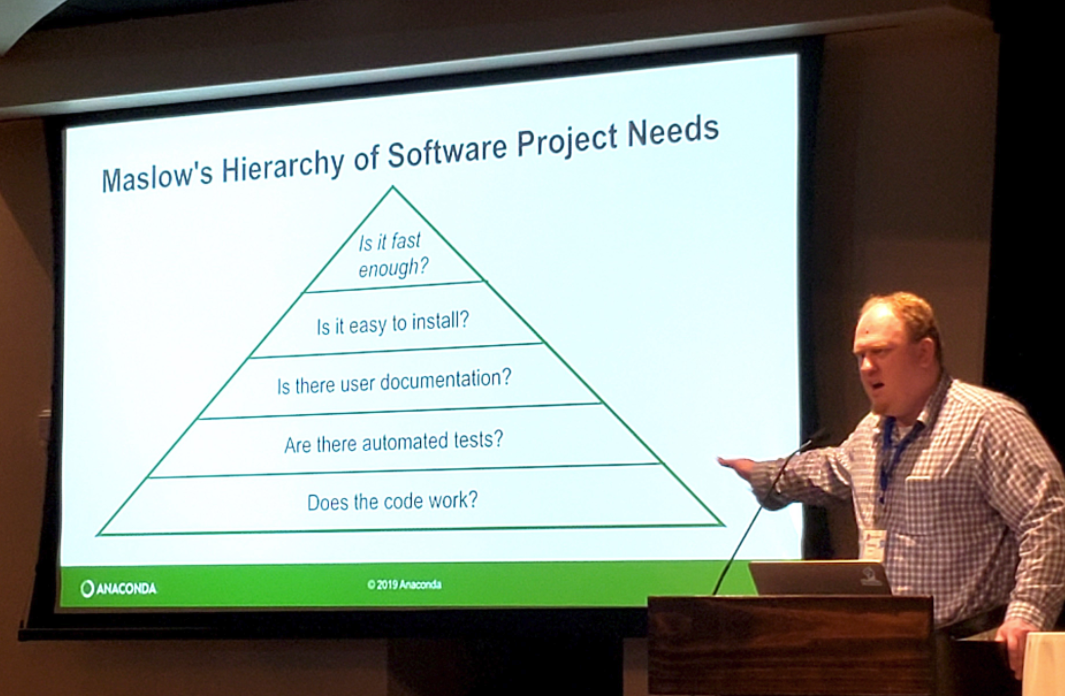 Maslow's Hierarchy of Software Project Needs
Is it fast
enough?
Is it easy to install?
Is there user documentation?
Are there automated tests?
Does the code work?
ANACONDA
© 2019 Anaconda